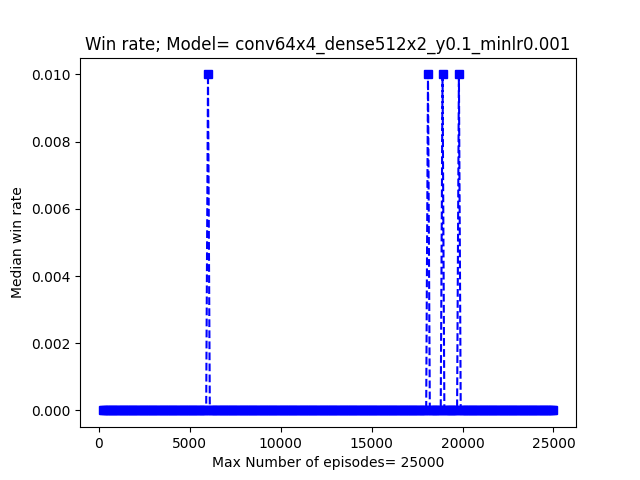 Win rate; Model= conv64x4_dense512x2_y0.1_minlr0.001
0.010
0.008
0.006
0.004
0.002
0.000
Median win rate
0 5000 10000 15000 20000 25000
Max Number of episodes= 25000